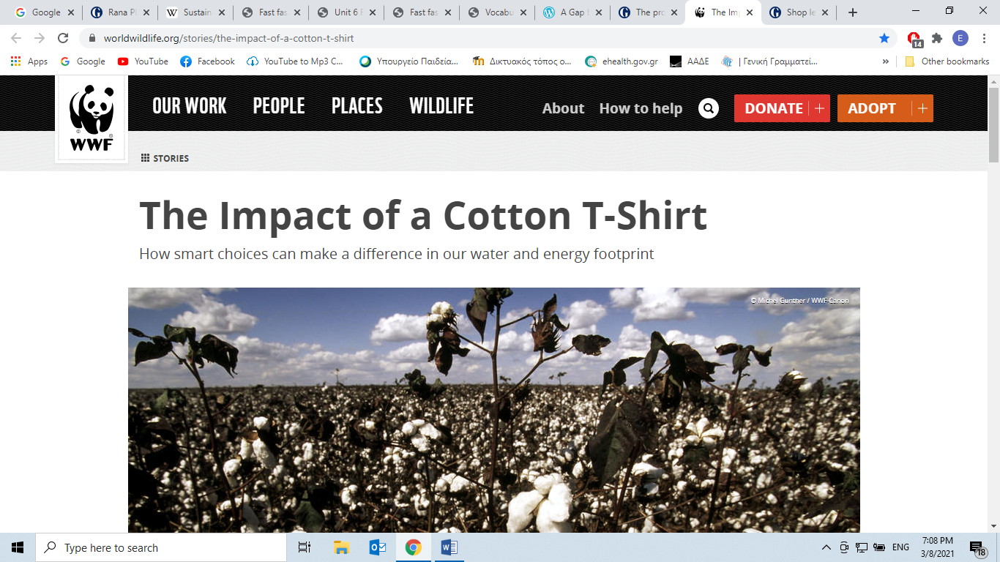 Google
Rana Pl
Sustain
Fast fas
Unit 6 F
Fast fas
Vocabu
A Gap i
The pro
The Imp
Shop le
worldwildlife.org/stories/the-impact-of-a-cotton-t-shirt
14
E
Apps
Google
YouTube
Facebook
YouTube to Mp3 C...
Υπουργείο Παιδεία...
Δικτυακός τόπος ο...
ehealth.gov.gr
ΑΑΔΕ
| Γενική Γραμματεί...
Other bookmarks
WWF
OUR WORK
PEOPLE
PLACES
WILDLIFE
About
How to help
DONATE
ADOPT
STORIES
The Impact of a Cotton T-Shirt
How smart choices can make a difference in our water and energy footprint
© Michel Gunther / WWF-Canon
Type here to search
ENG
7:08 PM
3/8/2021
18